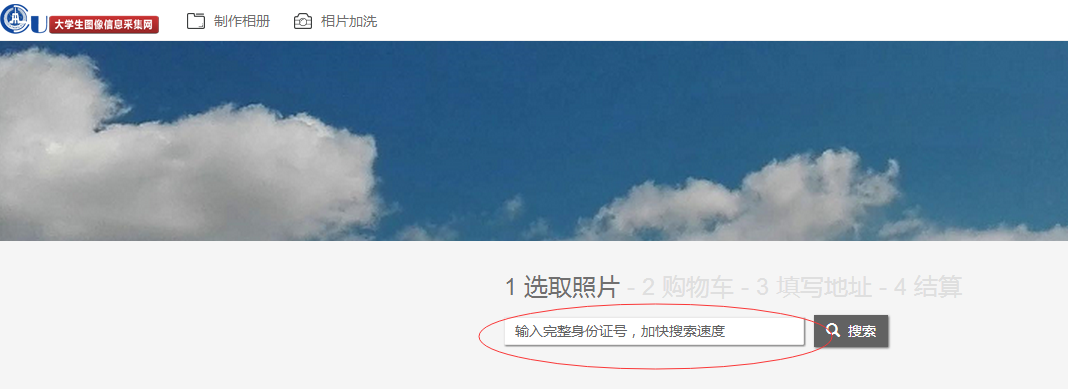 U 大学生图像信息采集网 制作相册 相片加洗
1 选取照片 - 2 购物车 - 3 填写地址 - 4 结算
输入完整身份证号，加快搜索速度 搜索